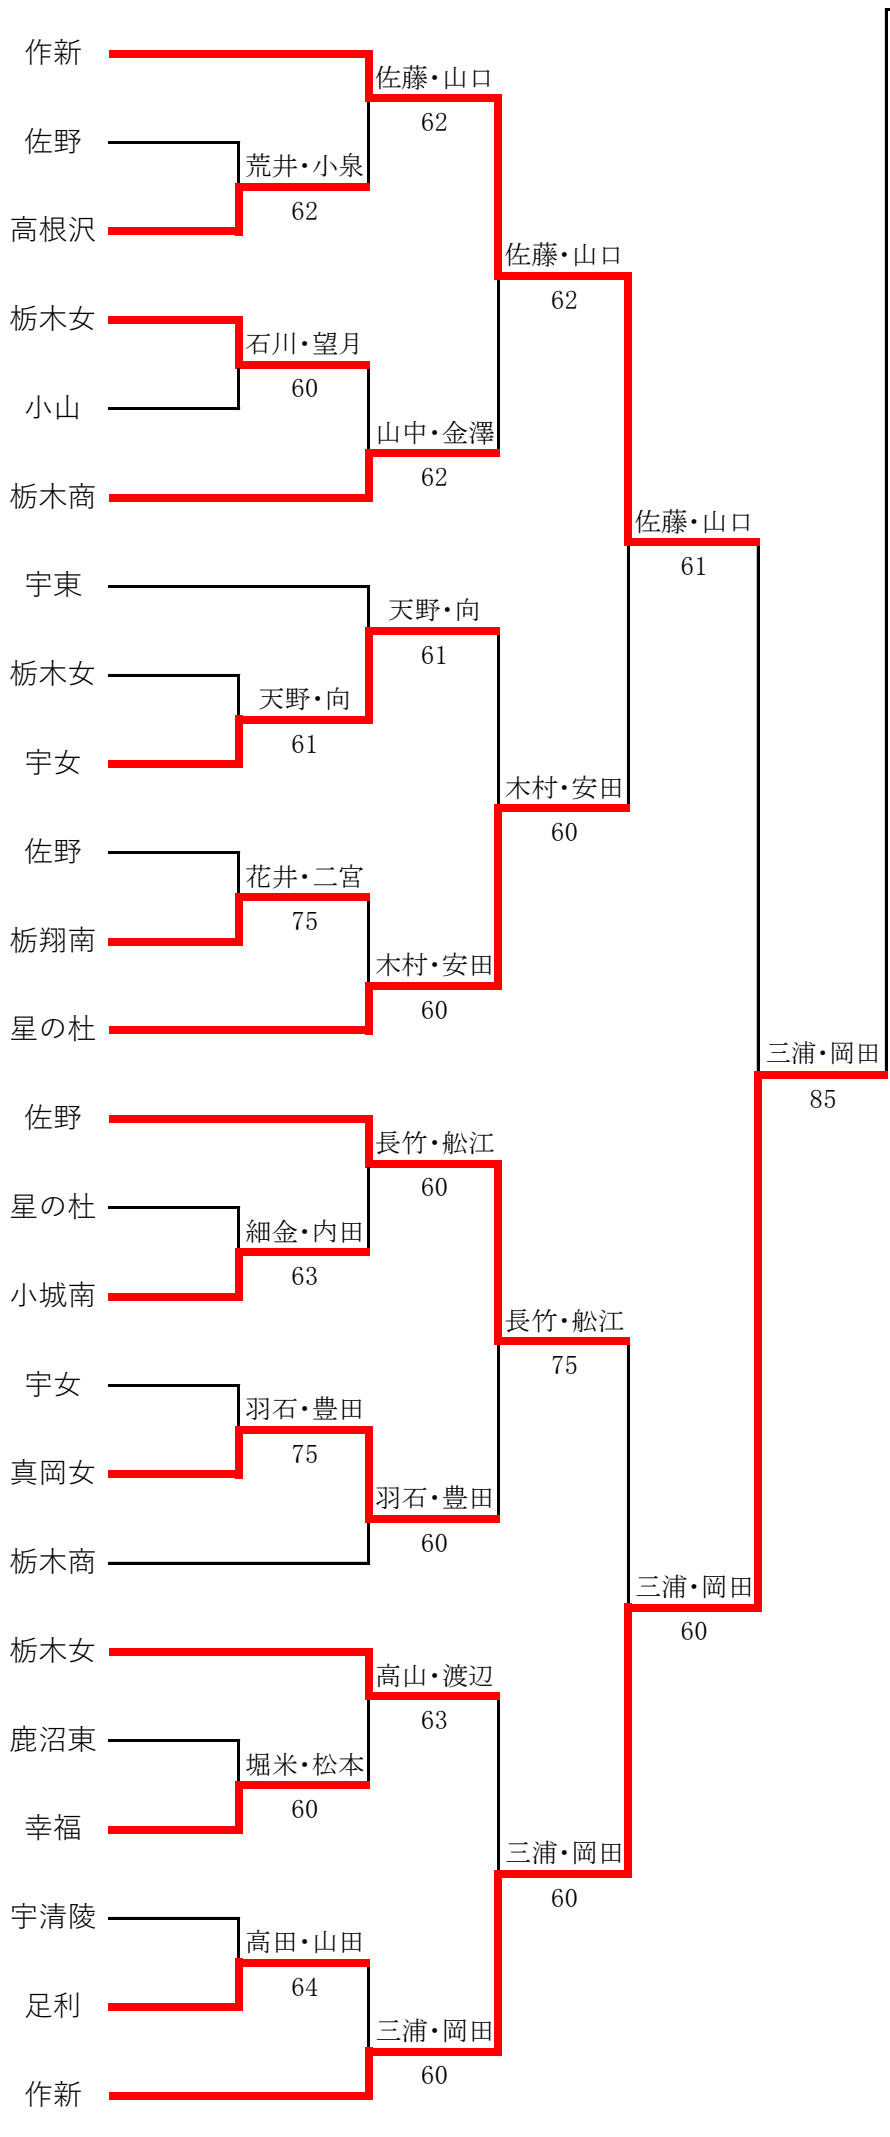 作新
佐藤・山口
62
佐野
荒井・小泉
62
高根沢
佐藤・山口
62
栃木女
石川・望月
60
小山
山中・金澤
62
栃木商
佐藤・山口
61
宇東
天野・向
61
栃木女
天野・向
61
宇女
木村・安田
60
佐野
花井・二宮
75
栃翔南
木村・安田
60
星の杜
三浦・岡田
85
佐野
長竹・舩江
60
星の杜
細金・内田
63
小城南
長竹・舩江
75
宇女
羽石・豊田
75
真岡女
羽石・豊田
60
栃木商
三浦・岡田
60
栃木女
高山・渡辺
63
鹿沼東
堀米・松本
60
幸福
三浦・岡田
60
宇清陵
高田・山田
64
足利
三浦・岡田
60
作新